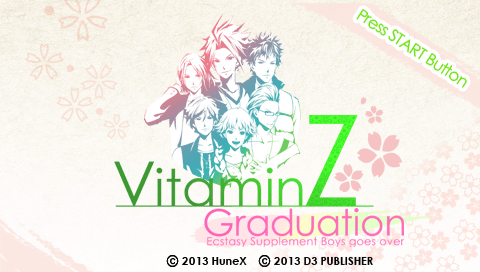 Press START Button
VitaminZ
Graduation
Ecstasy Supplement Boys goes over
© 2013 HuneX © 2013 D3 PUBLISHER